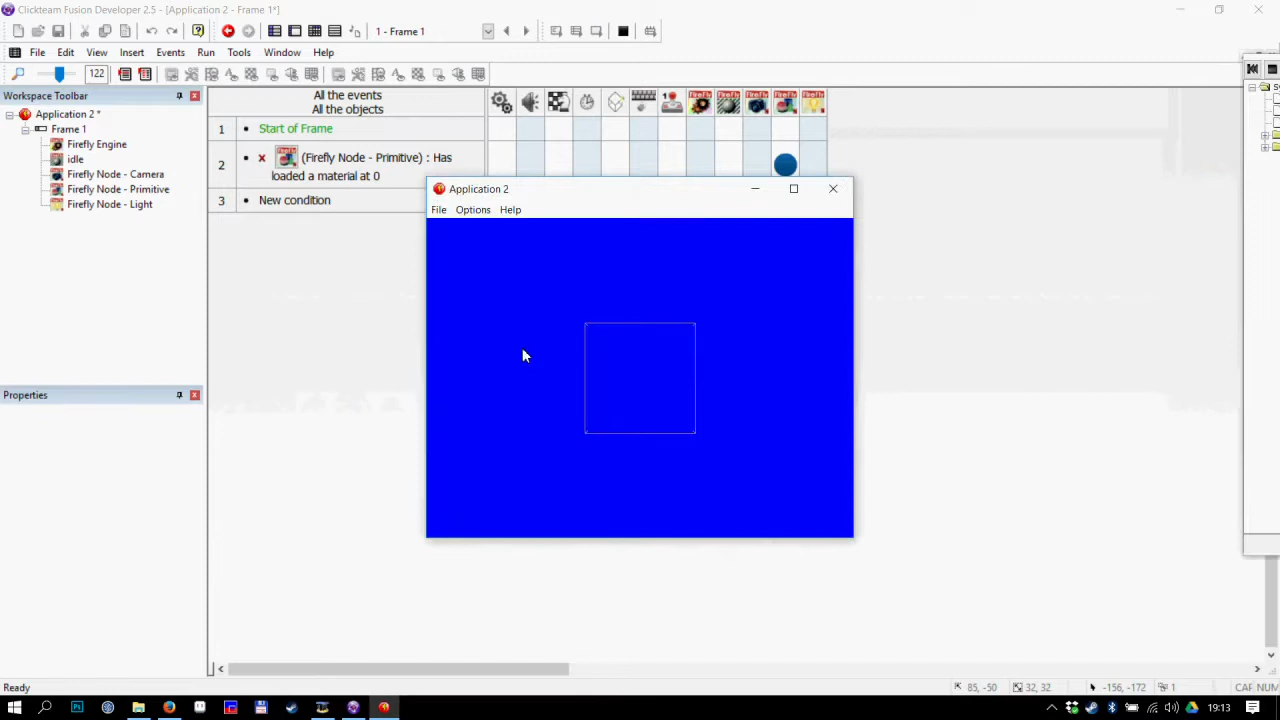 Clickteam Fusion Developer 2.5 - [Application 2 - Frame 1*]
1 - Frame 1
File Edit View Insert Events Run Tools Window Help
122
Workspace Toolbar
Application 2 *
Frame 1
Firefly Engine
idle
Firefly Node - Camera
Firefly Node - Primitive
Firefly Node - Light
Properties
All the events
All the objects
1 • Start of Frame
2 • (Firefly Node - Primitive) : Has
loaded a material at 0
3 • New condition
Application 2
File Options Help
Ready
85, -50
32, 32
-156, -172
1
CAP NUM
19:13